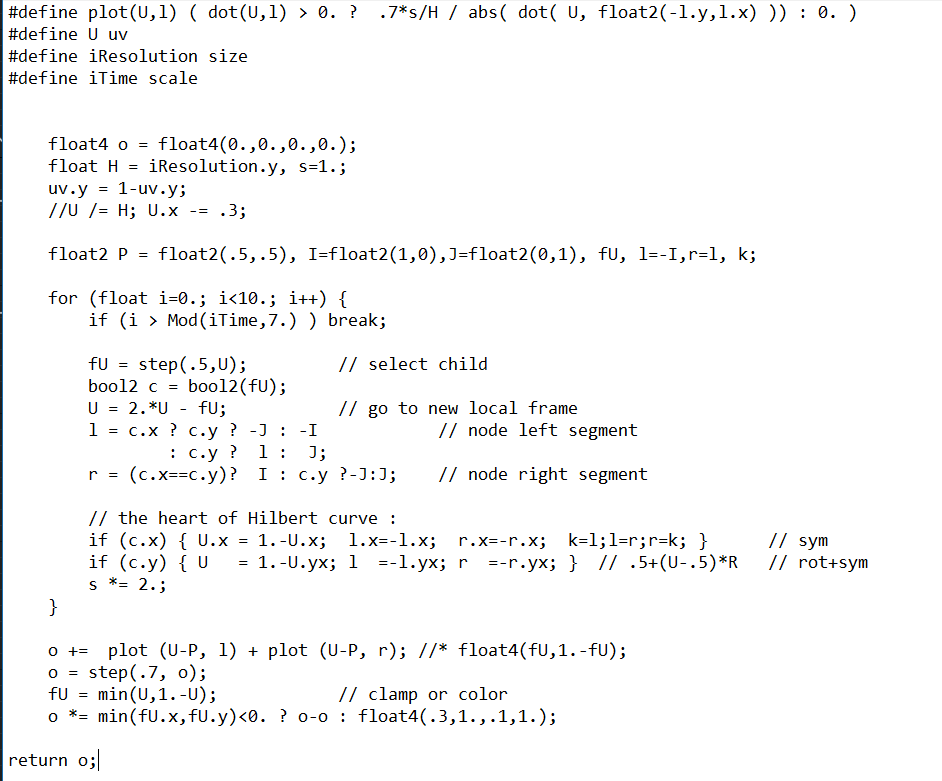 #define plot(U,l) ( dot(U,l) > 0. ?  .7*s/H / abs( dot( U, float2(-l.y,l.x) )) : 0. )
#define U uv
#define iResolution size
#define iTime scale
    float4 o = float4(0.,0.,0.,0.);
    float H = iResolution.y, s=1.;
    uv.y = 1-uv.y;
    //U /= H; U.x -= .3;
    float2 P = float2(.5,.5), I=float2(1,0),J=float2(0,1), fU, l=-I,r=l, k;
    for (float i=0.; i<10.; i++) {
        if (i > Mod(iTime,7.) ) break;
        fU = step(.5,U);         // select child
        bool2 c = bool2(fU);
        U = 2.*U - fU;           // go to new local frame
        l = c.x ? c.y ? -J : -I            // node left segment
                : c.y ?  l :  J;
        r = (c.x==c.y)?  I : c.y ?-J:J;    // node right segment
        // the heart of Hilbert curve :
        if (c.x) { U.x = 1.-U.x;  l.x=-l.x;  r.x=-r.x;  k=l;l=r;r=k; }      // sym
        if (c.y) { U   = 1.-U.yx; l  =-l.yx; r  =-r.yx; }  // .5+(U-.5)*R   // rot+sym
        s *= 2.;
    }
    o +=  plot (U-P, l) + plot (U-P, r); //* float4(fU,1.-fU);
    o = step(.7, o);
    fU = min(U,1.-U);            // clamp or color
    o *= min(fU.x,fU.y)<0. ? o-o : float4(.3,1.,.1,1.);
return o;